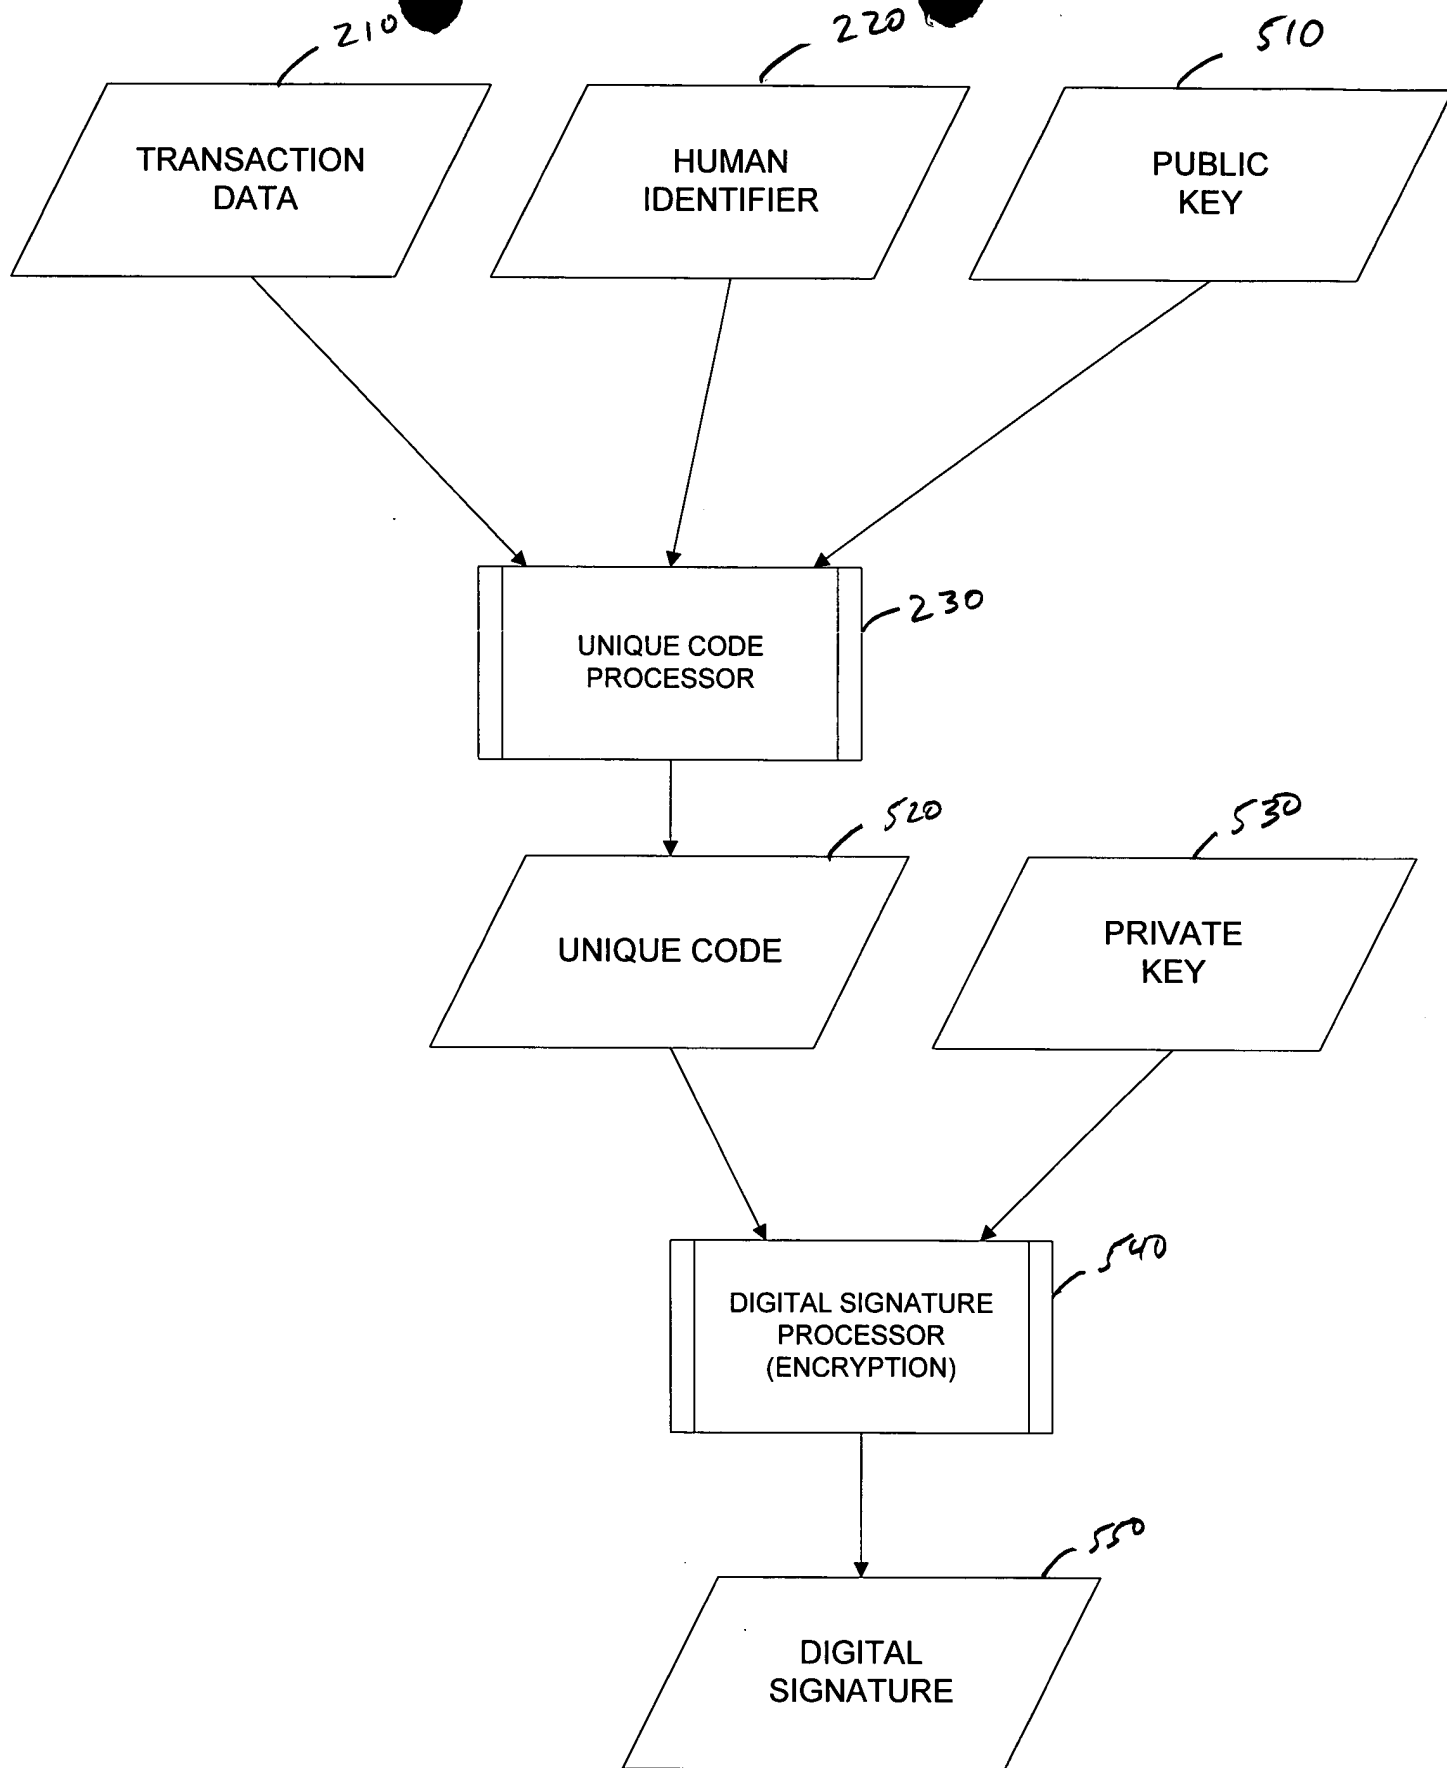 210
220
510
TRANSACTION
DATA
HUMAN
IDENTIFIER
PUBLIC
KEY
230
UNIQUE CODE
PROCESSOR
520
530
UNIQUE CODE
PRIVATE
KEY
540
DIGITAL SIGNATURE
PROCESSOR
(ENCRYPTION)
550
DIGITAL
SIGNATURE